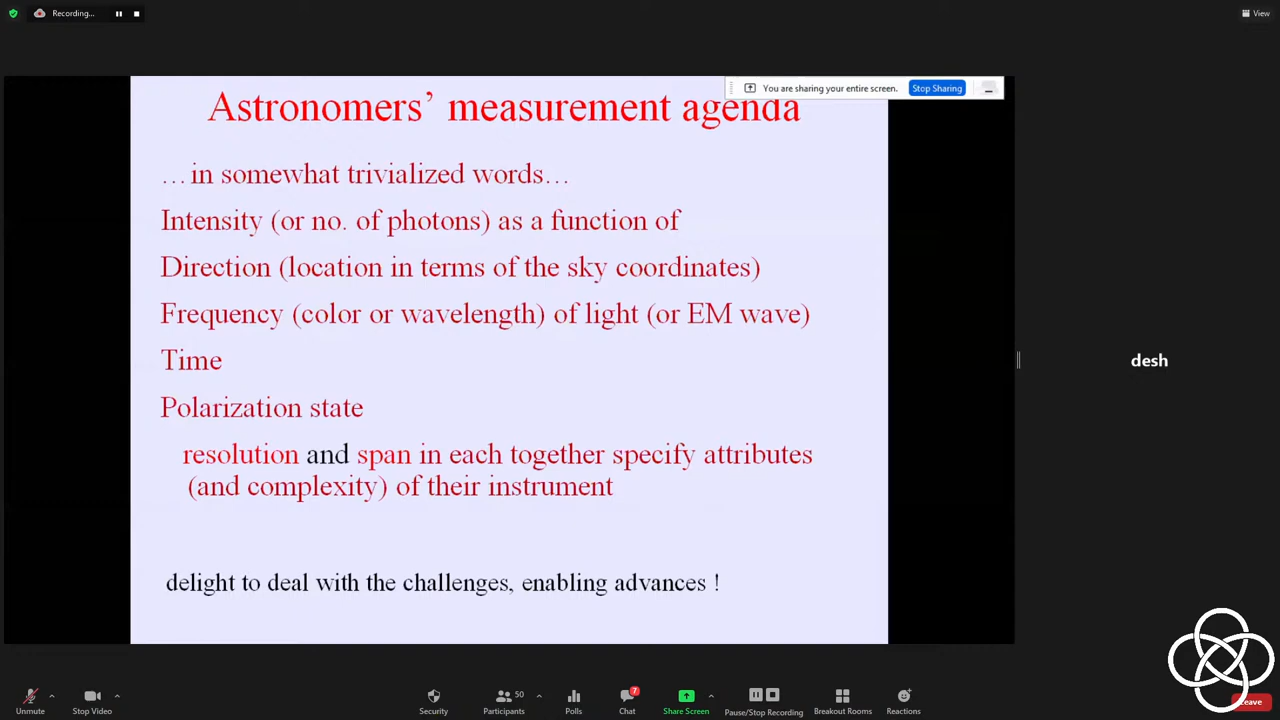 Recording...
View
You are sharing your entire screen. Stop Sharing
Astronomers' measurement agenda
...in somewhat trivialized words...
Intensity (or no. of photons) as a function of
Direction (location in terms of the sky coordinates)
Frequency (color or wavelength) of light (or EM wave)
Time
desh
Polarization state
resolution and span in each together specify attributes
(and complexity) of their instrument
delight to deal with the challenges, enabling advances !
Unmute
Stop Video
Security
50
Participants
Polls
7
Chat
Share Screen
Pause/Stop Recording
Breakout Rooms
Reactions
Leave